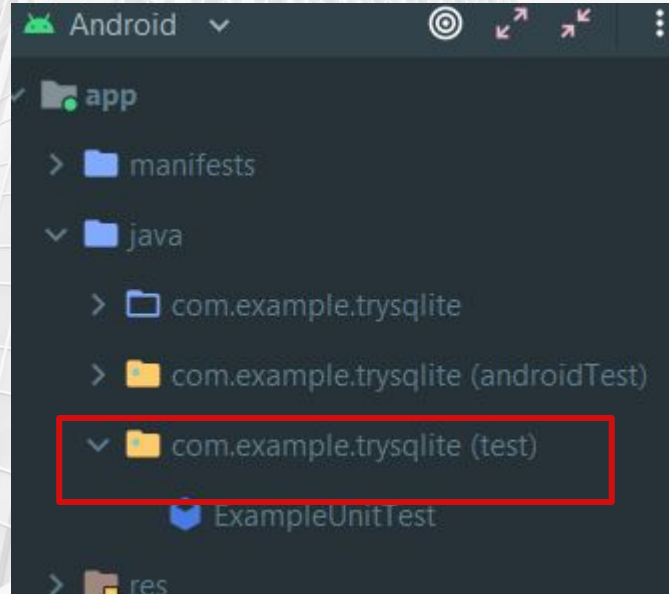 Android
app
manifests
java
com.example.trysqlite
com.example.trysqlite (androidTest)
com.example.trysqlite (test)
ExampleUnitTest
res